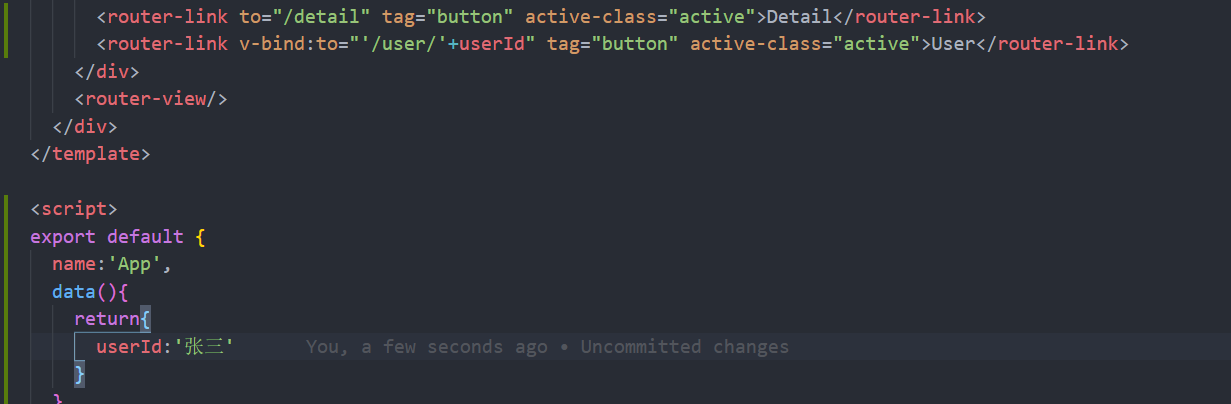 <router-link to="/detail" tag="button" active-class="active">Detail</router-link>
<router-link v-bind:to="'/user/'+userId" tag="button" active-class="active">User</router-link>
</div>
<router-view/>
</div>
</template>
<script>
export default {
name:'App',
data(){
return{
userId:'张三' You, a few seconds ago • Uncommitted changes
}
}